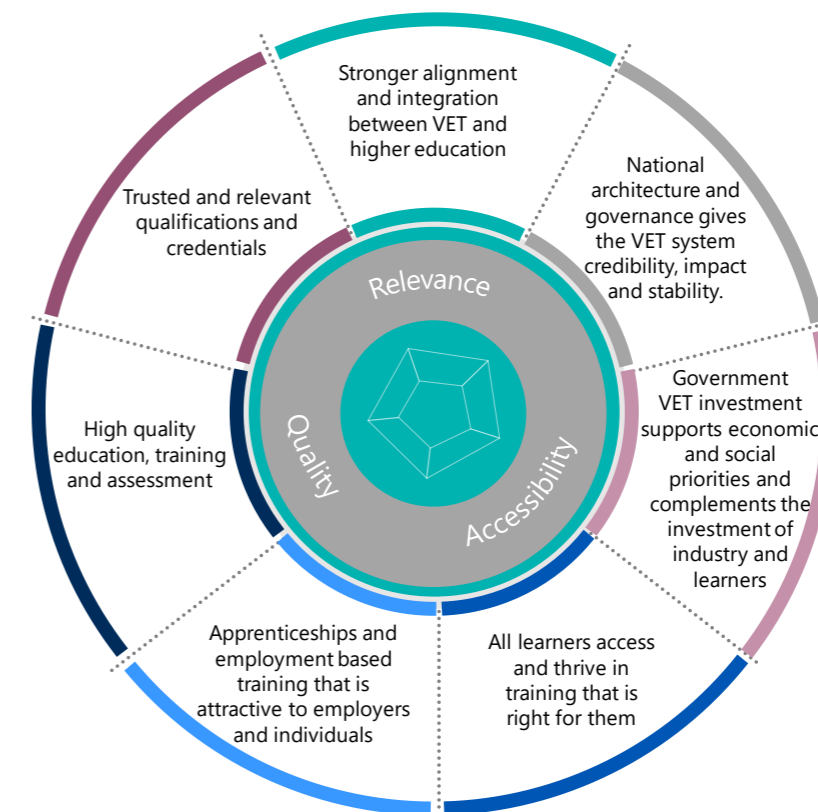 Stronger alignment
and integration
between VET and
higher education
National
architecture and
governance gives
the VET system
credibility, impact
and stability.
Government
VET investment
supports economic
and social
priorities and
complements the
investment of
industry and
learners
All learners access
and thrive in
training that is
right for them
Apprenticeships and
employment based
training that is
attractive to employers
and individuals
High quality
education, training
and assessment
Trusted and relevant
qualifications and
credentials
Relevance
Accessibility
Quality